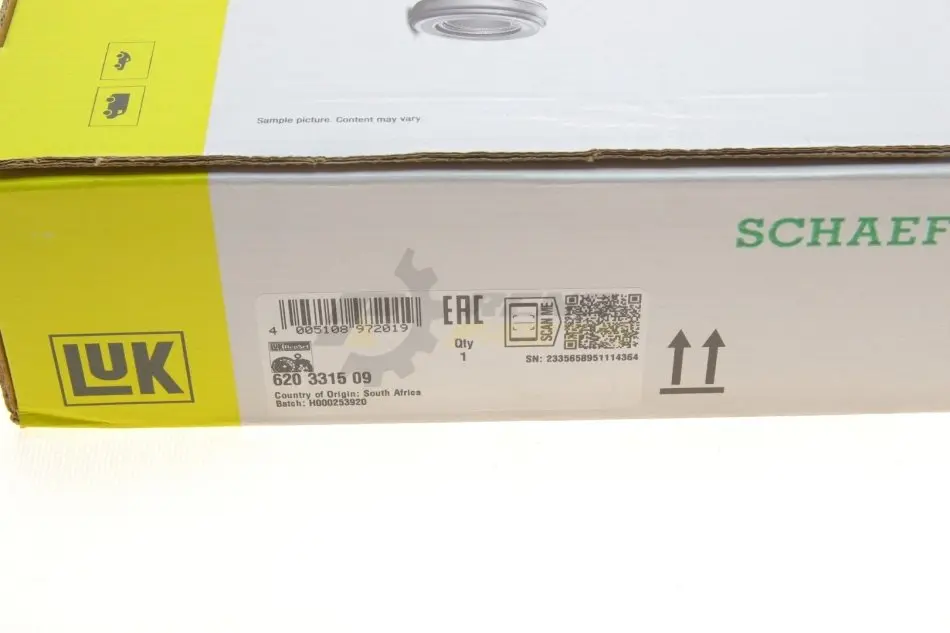 Sample picture. Content may vary
SCHAEF
4 005108 972019
EAC
Qty
1
SCAN ME
SN: 2335658951114364
620 3315 09
Country of Origin: South Africa
Batch: H000253920
LUK